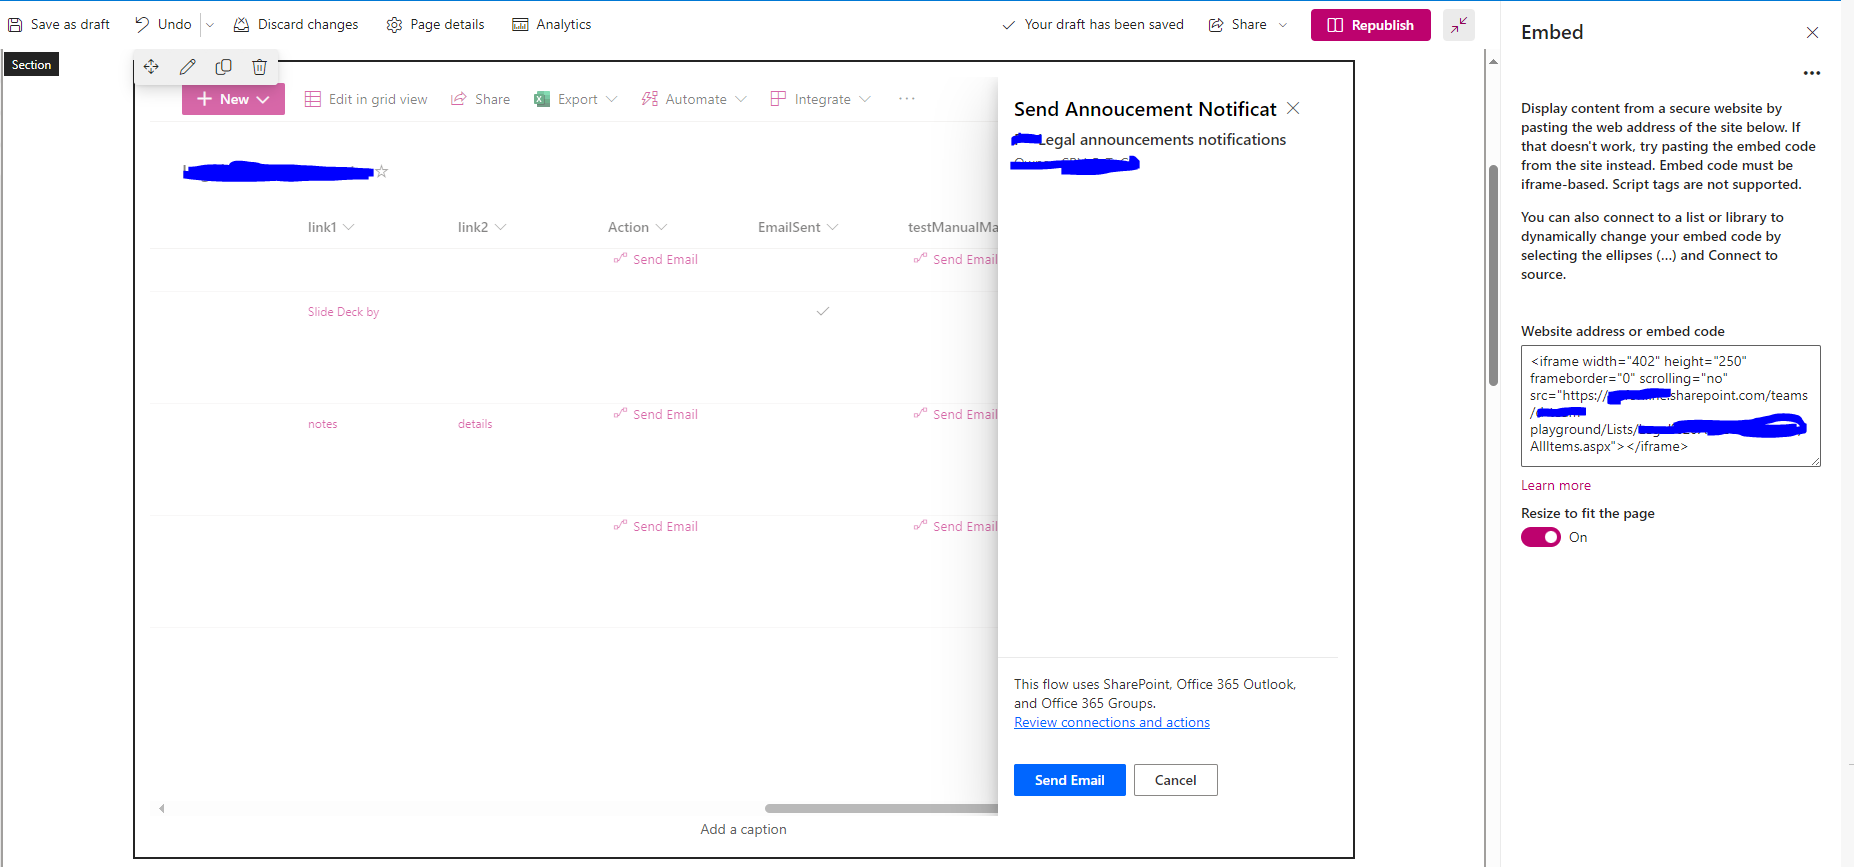 Save as draft
Undo
Discard changes
Page details
Analytics
Your draft has been saved
Share
Republish
Section
New
Edit in grid view
Share
Export
Automate
Integrate
link1
link2
Action
EmailSent
testManualMa
Send Email
Send Email
Slide Deck by
notes
details
Send Email
Send Email
Send Email
Send Email
Add a caption
Send Annoucement Notificat
Legal announcements notifications
This flow uses SharePoint, Office 365 Outlook,
and Office 365 Groups.
Review connections and actions
Send Email
Cancel
Embed
Display content from a secure website by
pasting the web address of the site below. If
that doesn't work, try pasting the embed code
from the site instead. Embed code must be
iframe-based. Script tags are not supported.
You can also connect to a list or library to
dynamically change your embed code by
selecting the ellipses (...) and Connect to
source.
Website address or embed code
<iframe width="402" height="250"
frameborder="0" scrolling="no"
src="https:// .sharepoint.com/teams
/
playground/Lists/
AllItems.aspx"></iframe>
Learn more
Resize to fit the page
On